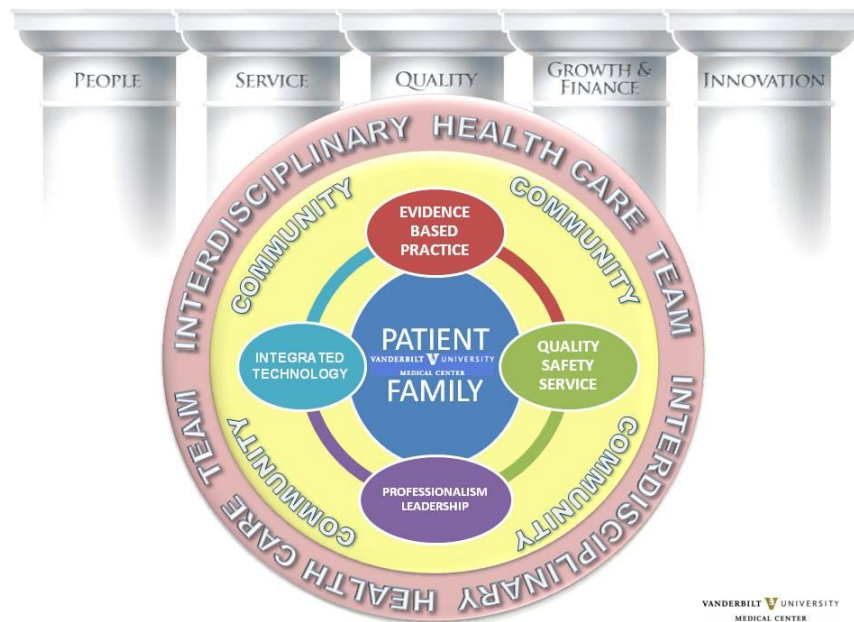 PEOPLE
SERVICE
QUALITY
GROWTH &
FINANCE
INNOVATION
INTERDISCIPLINARY HEALTH CARE TEAM
INTERDISCIPLINARY HEALTH CARE TEAM
COMMUNITY
COMMUNITY
COMMUNITY
COMMUNITY
EVIDENCE
BASED
PRACTICE
INTEGRATED
TECHNOLOGY
PATIENT
VANDERBILT V UNIVERSITY
MEDICAL CENTER
FAMILY
QUALITY
SAFETY
SERVICE
PROFESSIONALISM
LEADERSHIP
VANDERBILT V UNIVERSITY
MEDICAL CENTER